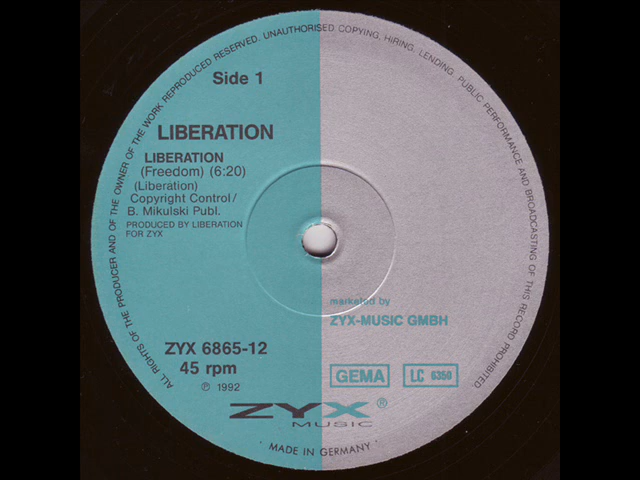 ALL RIGHTS OF THE PRODUCER AND OF THE OWNER OF THE WORK REPRODUCED RESERVED. UNAUTHORISED COPYING, HIRING, LENDING, PUBLIC PERFORMANCE AND BROADCASTING OF THIS RECORD PROHIBITED
Side 1
LIBERATION
LIBERATION
(Freedom) (6:20)
(Liberation)
Copyright Control/
B. Mikulski Publ.
PRODUCED BY LIBERATION
FOR ZYX
marketed by
ZYX-MUSIC GMBH
ZYX 6865-12
45 rpm
GEMA
LC 6350
℗ 1992
ZYX®
MUSIC
· MADE IN GERMANY ·